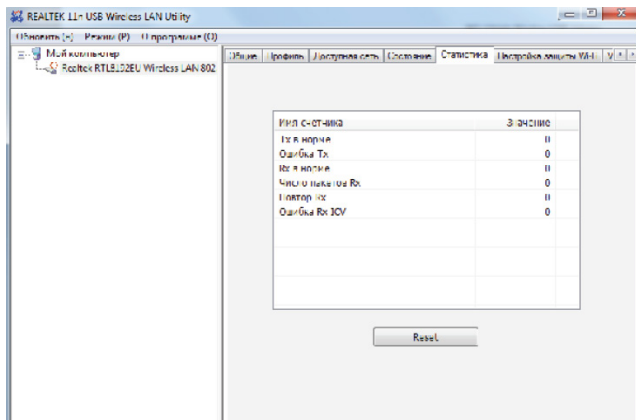 REALTEK 11n USB Wireless LAN Utility
Обновить (R) Режим (P) О программе (O)
Мой компьютер
Realtek RTL8192EU Wireless LAN 802
Общие Профиль Доступная сеть Состояние Статистика Настройка защиты Wi-Fi
Имя счетчика Значение
Tx в норме 0
Ошибка Tx 0
Rx в норме 0
Число пакетов Rx 0
Повтор Rx 0
Ошибка Rx ICV 0
Reset